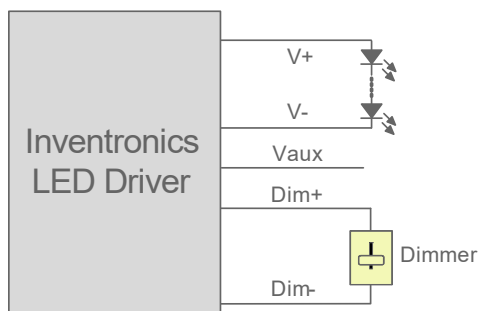 V+
V-
Inventronics
LED Driver
Vaux
Dim+
Dimmer
Dim-